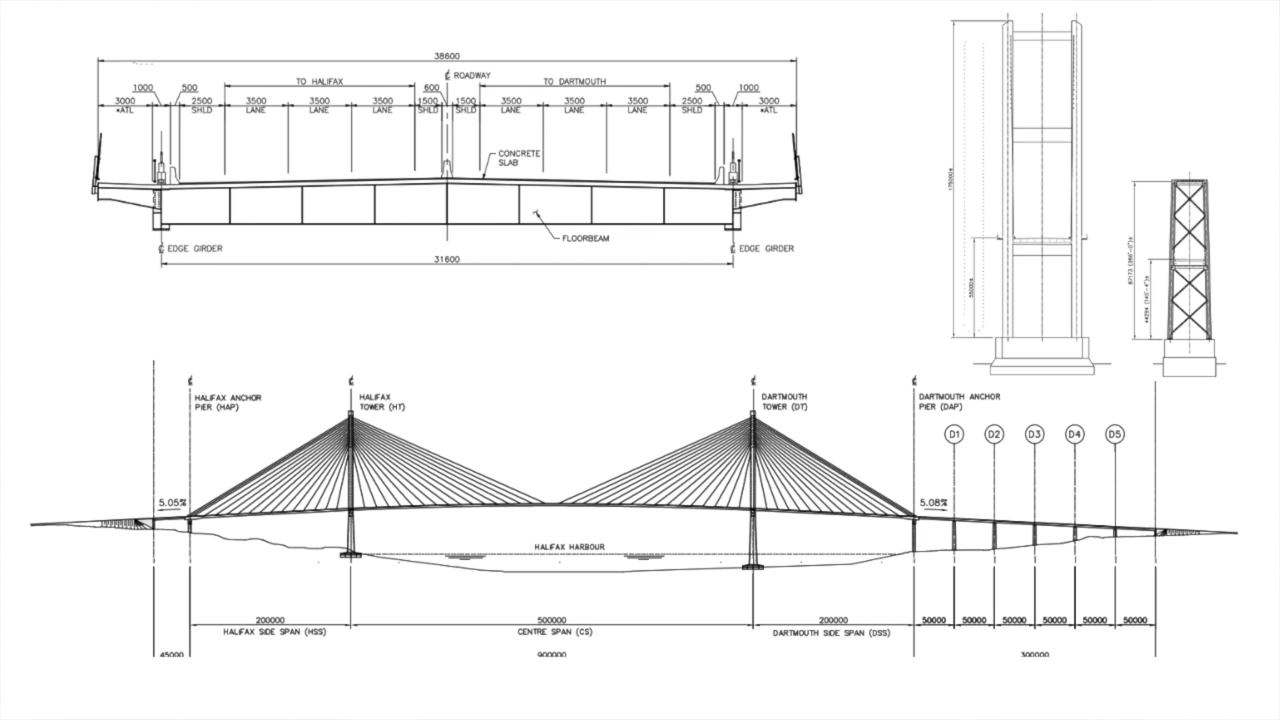 38600
℄ ROADWAY
TO HALIFAX
TO DARTMOUTH
1000 500 600 500 1000
3000 2500 3500 3500 3500 1500 1500 3500 3500 3500 2500 3000
*ATL SHLD LANE LANE LANE SHLD SHLD LANE LANE LANE SHLD *ATL
CONCRETE
SLAB
FLOORBEAM
℄ EDGE GIRDER
℄ EDGE GIRDER
31600
℄
HALIFAX ANCHOR
PIER (HAP)
℄
HALIFAX
TOWER (HT)
℄
DARTMOUTH
TOWER (DT)
℄
DARTMOUTH ANCHOR
PIER (DAP)
D1 D2 D3 D4 D5
5.05%
5.08%
HALIFAX HARBOUR
200000 500000 200000 50000 50000 50000 50000 50000 50000
HALIFAX SIDE SPAN (HSS) CENTRE SPAN (CS) DARTMOUTH SIDE SPAN (DSS)
45000 900000 300000